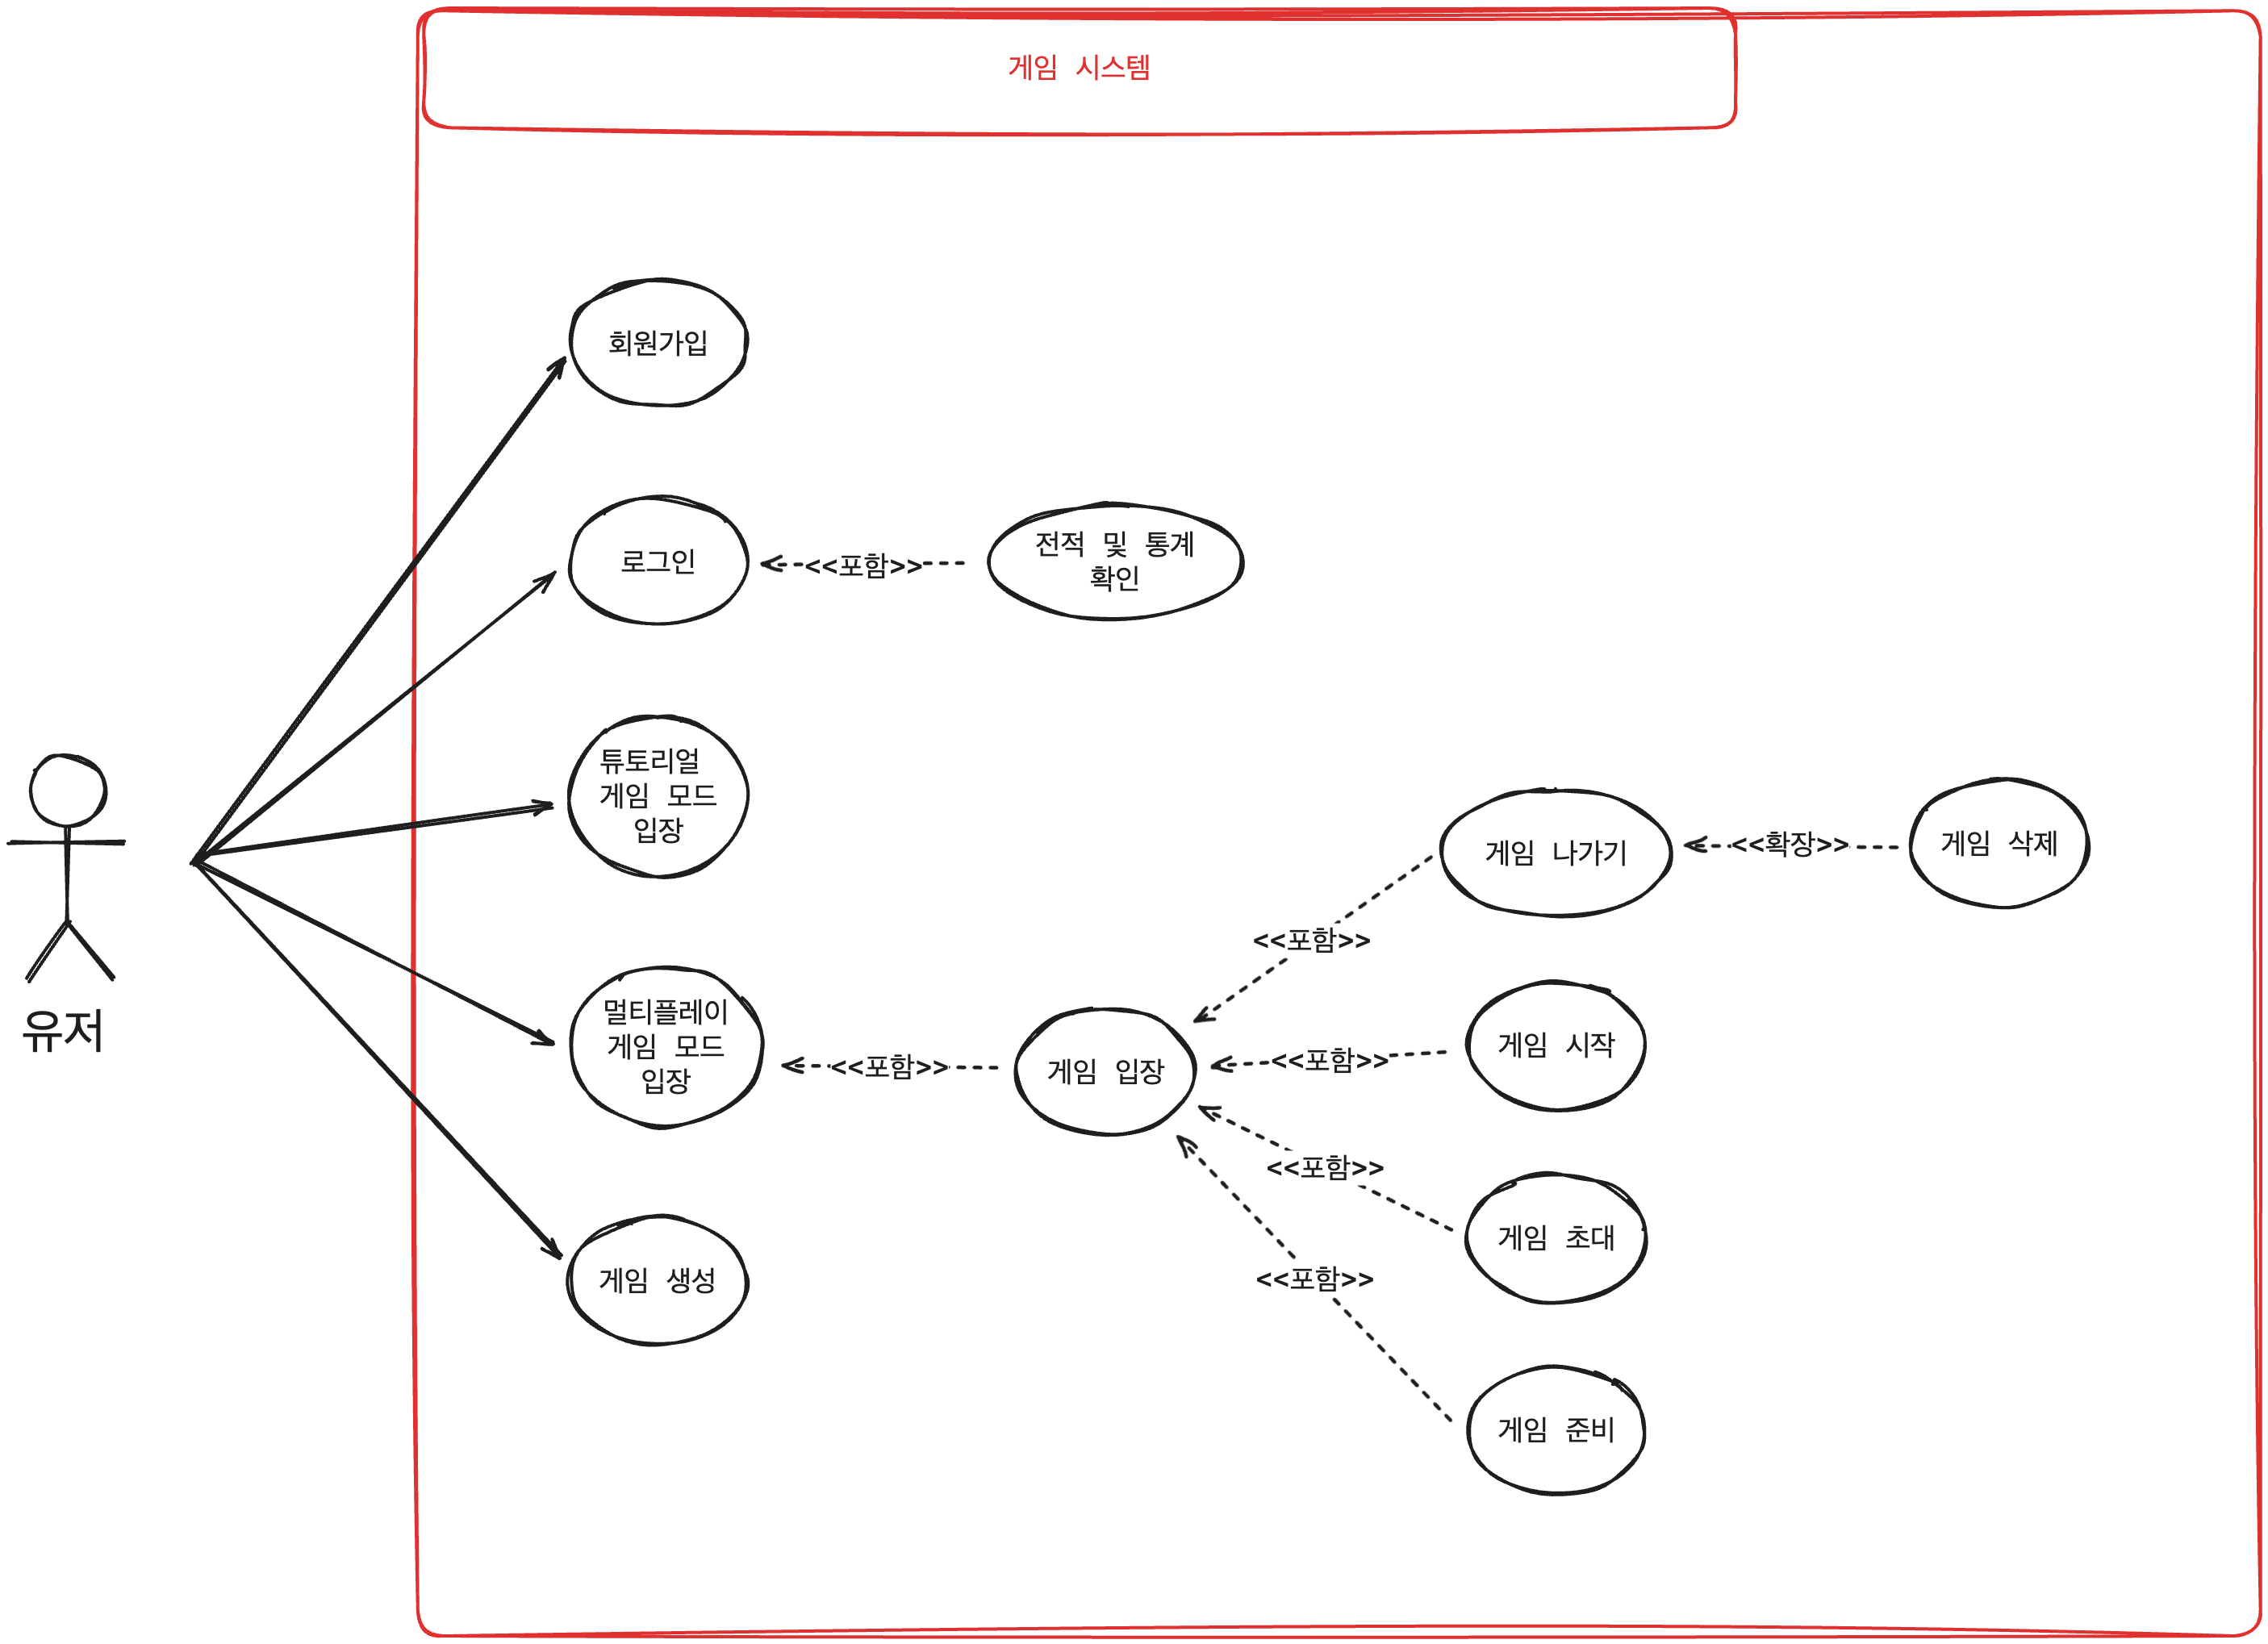 게임 시스템
회원가입
로그인
<<포함>>
전적 및 통계
확인
튜토리얼
게임 모드
입장
유저
게임 나가기
<<확장>>
게임 삭제
<<포함>>
멀티플레이
게임 모드
입장
<<포함>>
게임 입장
<<포함>>
게임 시작
<<포함>>
게임 초대
게임 생성
<<포함>>
게임 준비